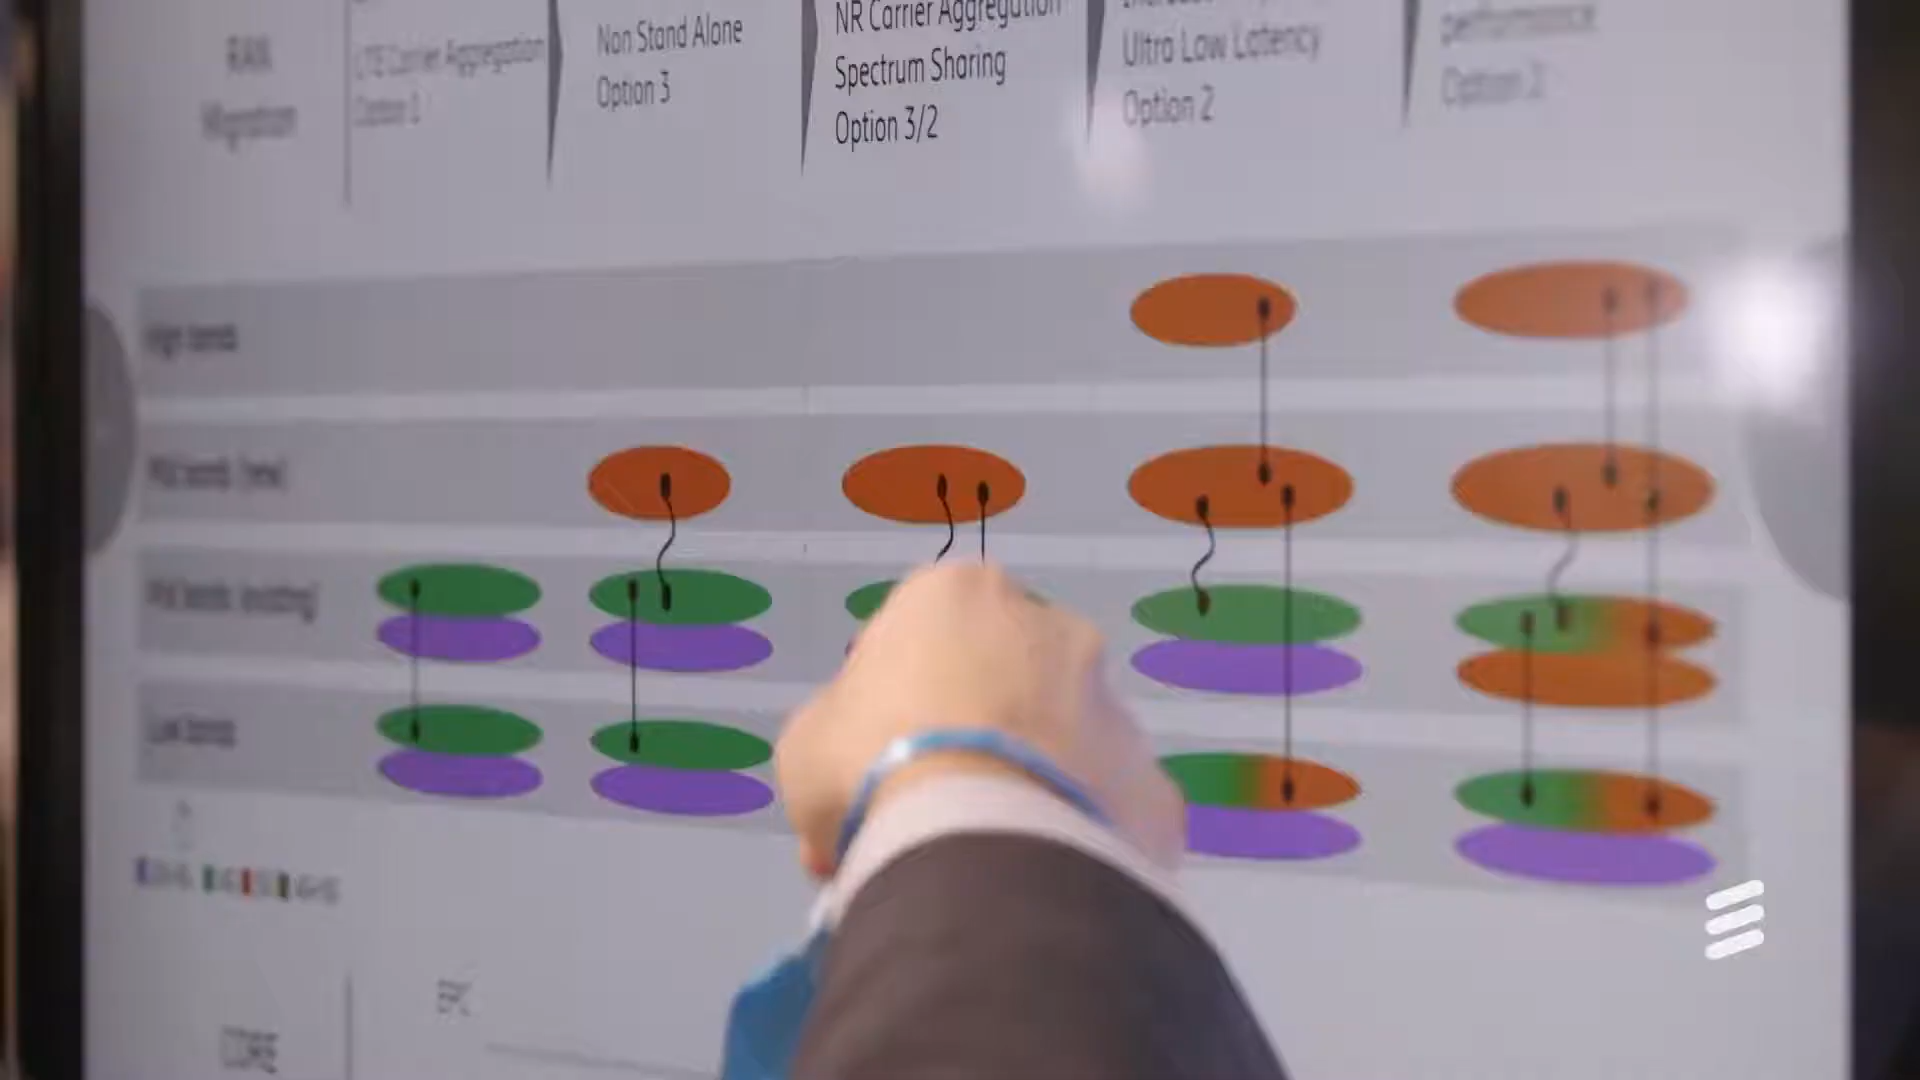 RAN
Migration
LTE Carrier Aggregation
Option 1
Non Stand Alone
Option 3
NR Carrier Aggregation
Spectrum Sharing
Option 3/2
Ultra Low Latency
Option 2
performance
Option 2
High bands
Mid bands (new)
Mid bands (existing)
Low bands
EPC
CORE